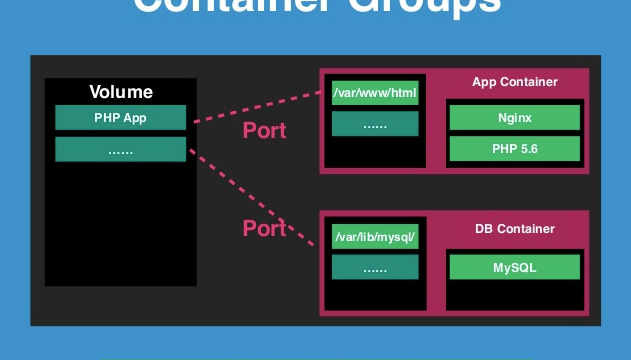 Container Groups
Volume
PHP App
......
Port
Port
/var/www/html
......
App Container
Nginx
PHP 5.6
/var/lib/mysql/
......
DB Container
MySQL